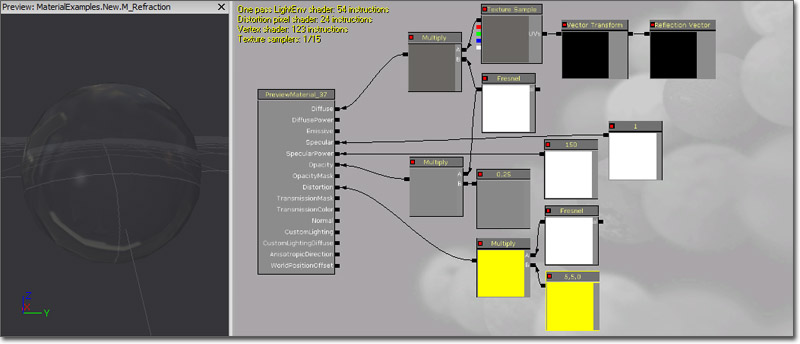 Preview: MaterialExamples.New.M_Refraction
One pass LightEnv shader: 54 instructions
Distortion pixel shader: 24 instructions
Vertex shader: 123 instructions
Texture samplers: 1/15
Texture Sample
UVs
Vector Transform
Reflection Vector
Multiply
A
B
Fresnel
PreviewMaterial_37
Diffuse
DiffusePower
Emissive
Specular
SpecularPower
Opacity
OpacityMask
Distortion
TransmissionMask
TransmissionColor
Normal
CustomLighting
CustomLightingDiffuse
AnisotropicDirection
WorldPositionOffset
1
150
Multiply
A
B
0.25
Fresnel
Multiply
A
B
.5,5,0
Z
X
Y